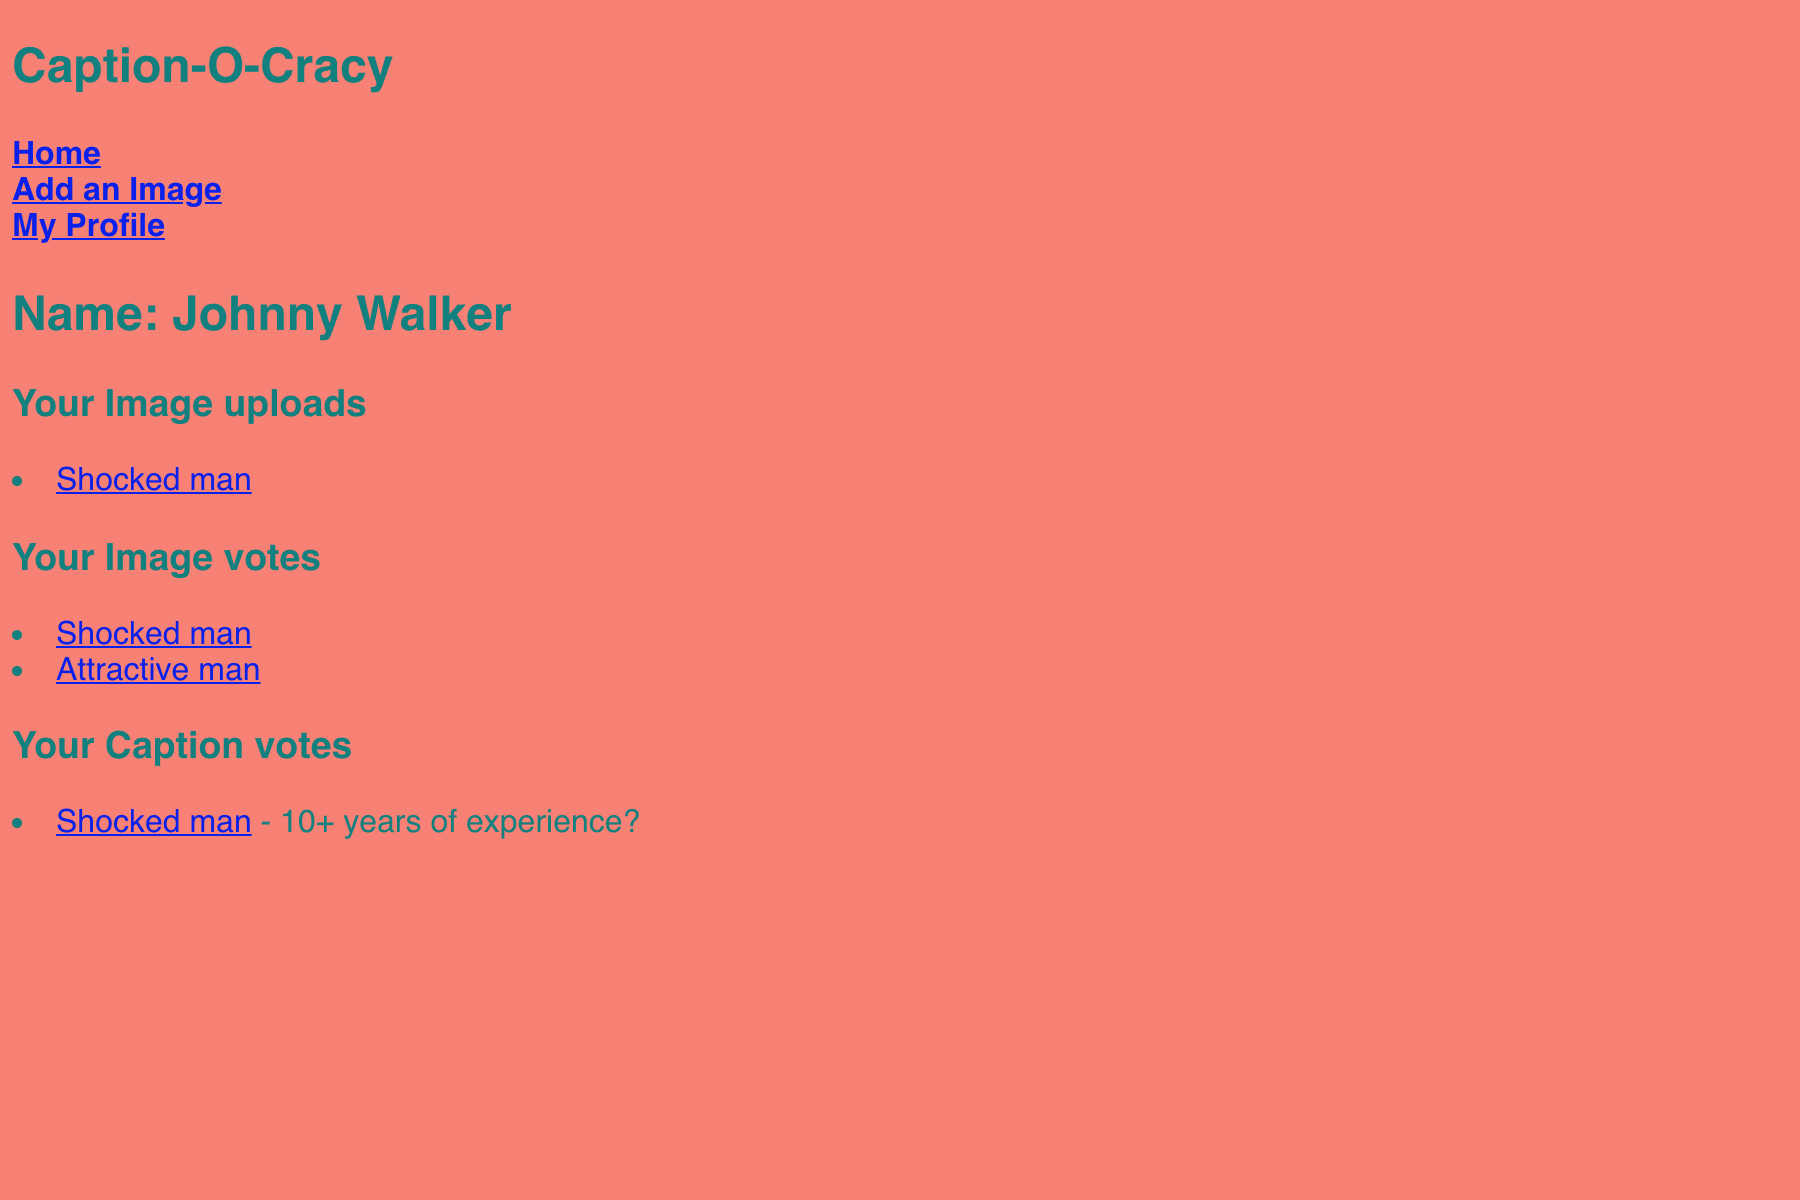 Caption-O-Cracy
Home
Add an Image
My Profile
Name: Johnny Walker
Your Image uploads
Shocked man
Your Image votes
Shocked man
Attractive man
Your Caption votes
Shocked man - 10+ years of experience?